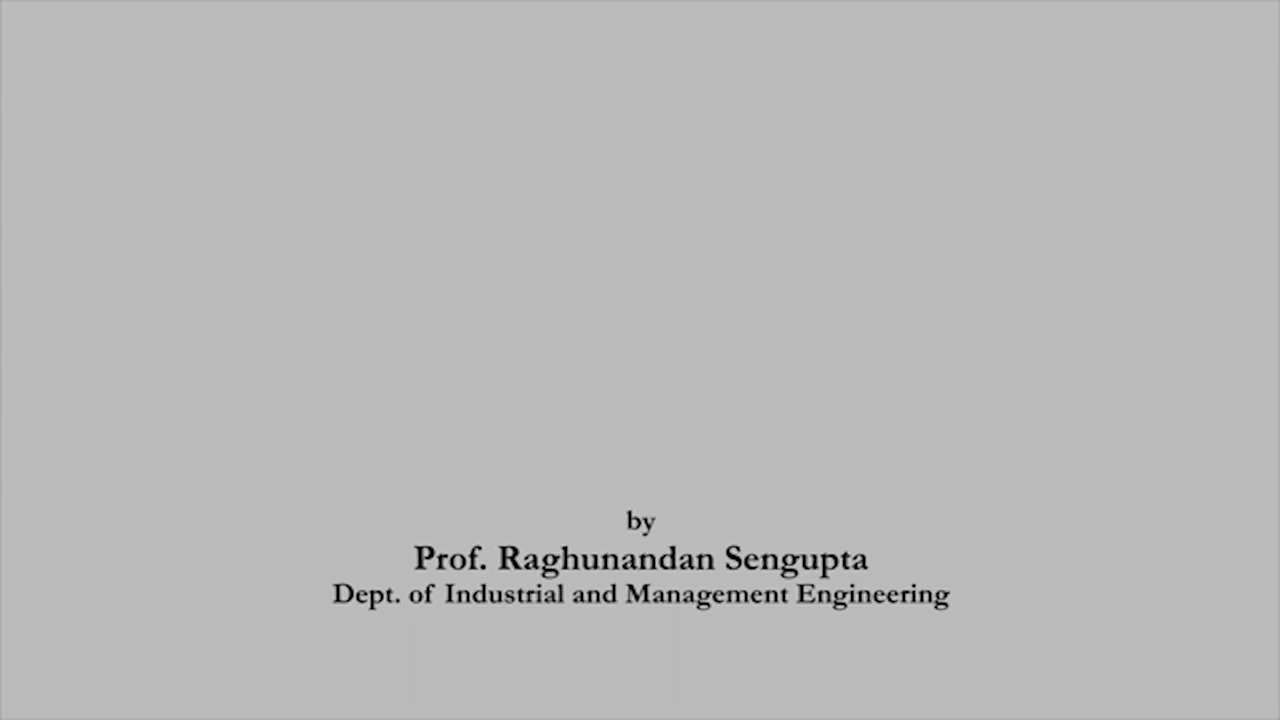 by
Prof. Raghunandan Sengupta
Dept. of Industrial and Management Engineering